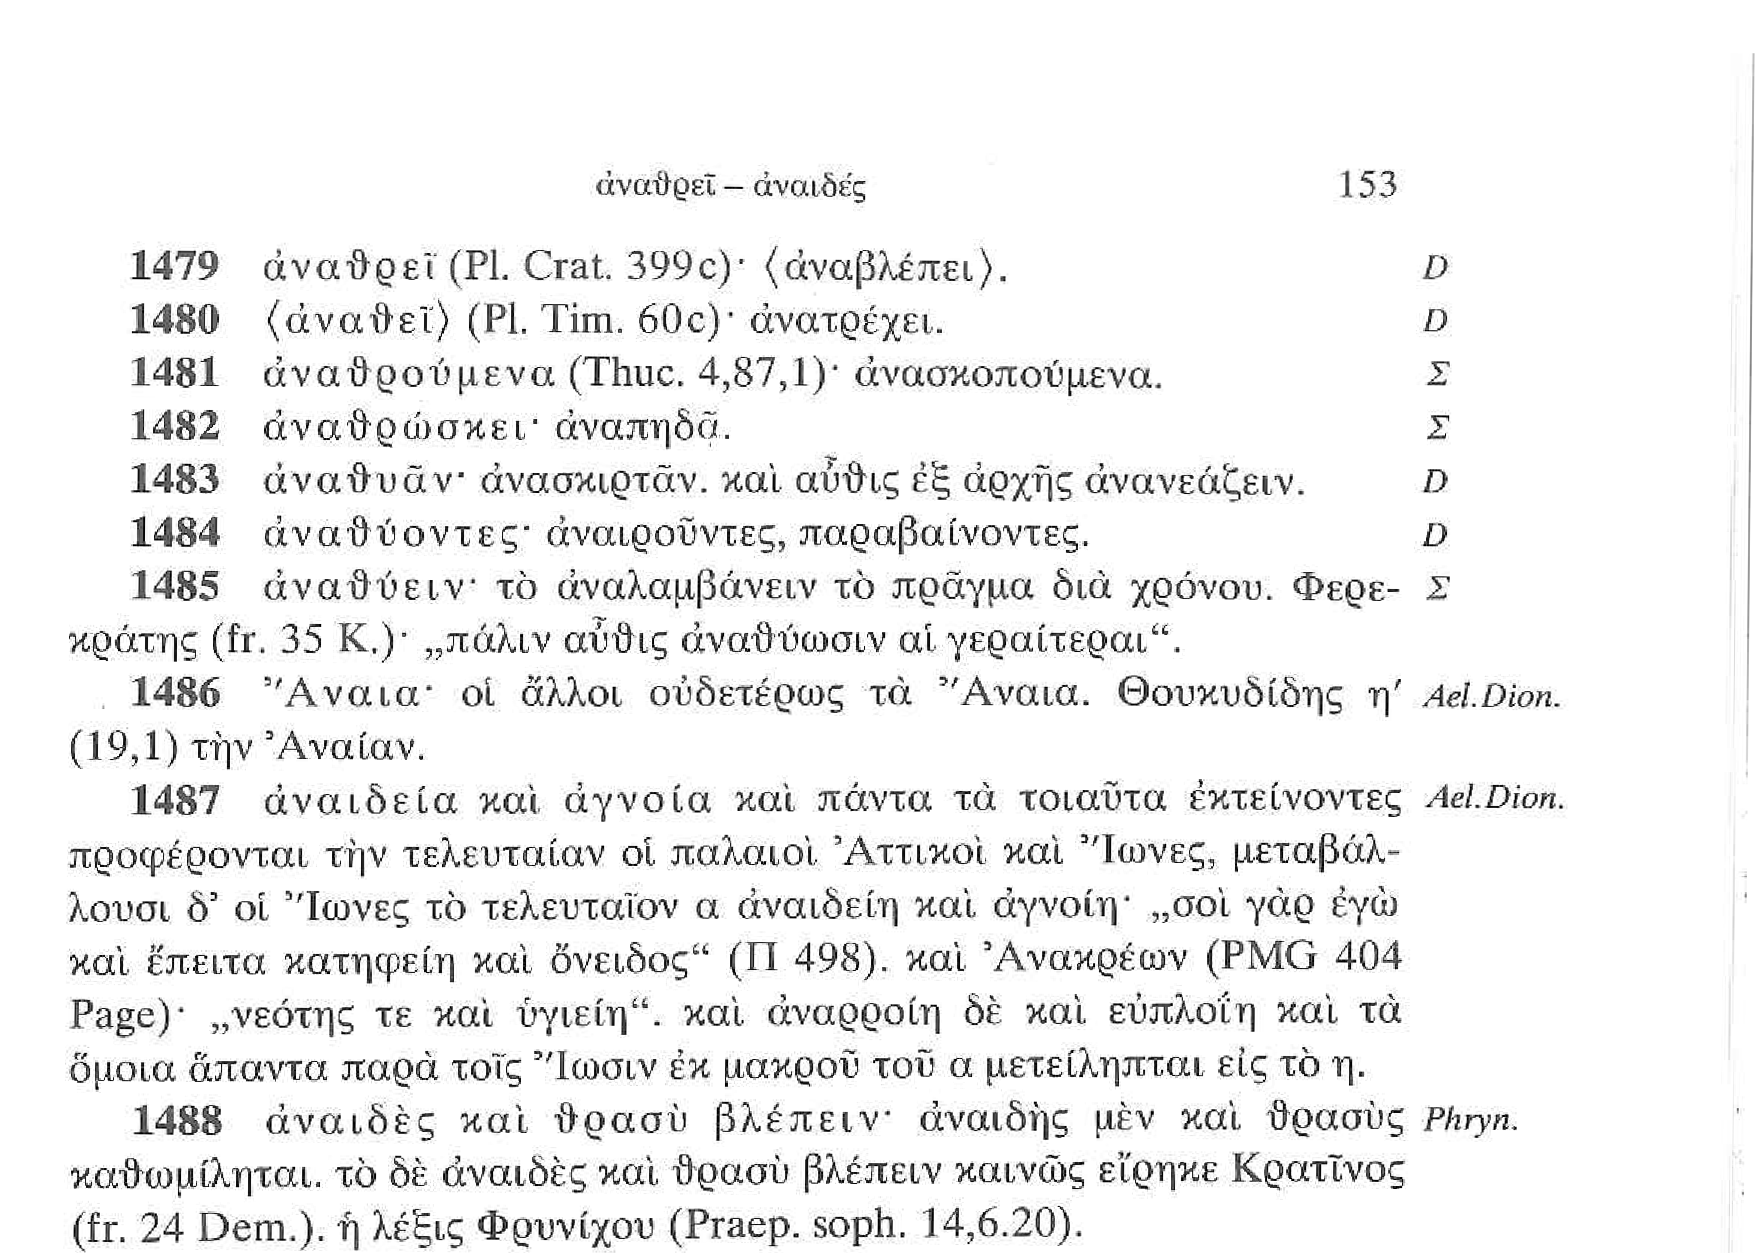 ἀναθρεῖ – ἀναιδές 153
1479 ἀναθρεῖ (Pl. Crat. 399c)· ⟨ἀναβλέπει⟩. D
1480 ⟨ἀναθεῖ⟩ (Pl. Tim. 60c)· ἀνατρέχει. D
1481 ἀναθρούμενα (Thuc. 4,87,1)· ἀνασκοπούμενα. Σ
1482 ἀναθρώσκει· ἀναπηδᾷ. Σ
1483 ἀναθυᾶν· ἀνασκιρτᾶν. καὶ αὖθις ἐξ ἀρχῆς ἀνανεάζειν. D
1484 ἀναθύοντες· ἀναιροῦντες, παραβαίνοντες. D
1485 ἀναθύειν· τὸ ἀναλαμβάνειν τὸ πρᾶγμα διὰ χρόνου. Φερε- Σ
κράτης (fr. 35 K.)· „πάλιν αὖθις ἀναθύωσιν αἱ γεραίτεραι“.
1486 Ἄναια· οἱ ἄλλοι οὐδετέρως τὰ Ἄναια. Θουκυδίδης η′ Ael.Dion.
(19,1) τὴν Ἀναίαν.
1487 ἀναιδεία καὶ ἀγνοία καὶ πάντα τὰ τοιαῦτα ἐκτείνοντες Ael.Dion.
προφέρονται τὴν τελευταίαν οἱ παλαιοὶ Ἀττικοὶ καὶ Ἴωνες, μεταβάλ-
λουσι δ’ οἱ Ἴωνες τὸ τελευταῖον α ἀναιδείη καὶ ἀγνοίη· „σοὶ γὰρ ἐγὼ
καὶ ἔπειτα κατηφείη καὶ ὄνειδος“ (Π 498). καὶ Ἀνακρέων (PMG 404
Page)· „νεότης τε καὶ ὑγιείη“. καὶ ἀναρροίη δὲ καὶ εὐπλοΐη καὶ τὰ
ὅμοια ἅπαντα παρὰ τοῖς Ἴωσιν ἐκ μακροῦ τοῦ α μετείληπται εἰς τὸ η.
1488 ἀναιδὲς καὶ θρασὺ βλέπειν· ἀναιδὴς μὲν καὶ θρασὺς Phryn.
καθωμίληται. τὸ δὲ ἀναιδὲς καὶ θρασὺ βλέπειν καινῶς εἴρηκε Κρατῖνος
(fr. 24 Dem.). ἡ λέξις Φρυνίχου (Praep. soph. 14,6.20).